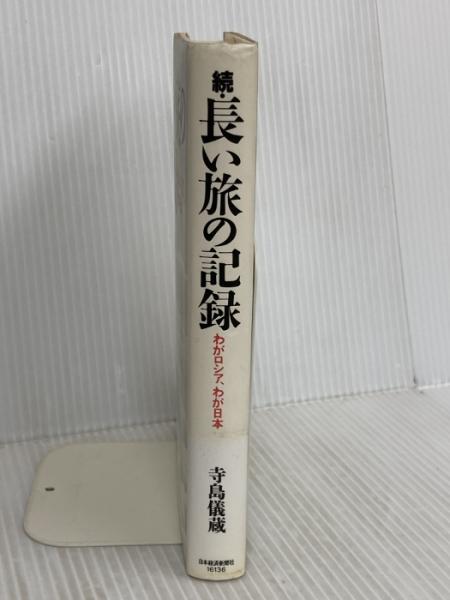 続・長い旅の記録
わがロシア、わが日本
寺島儀蔵
日本経済新聞社
16136